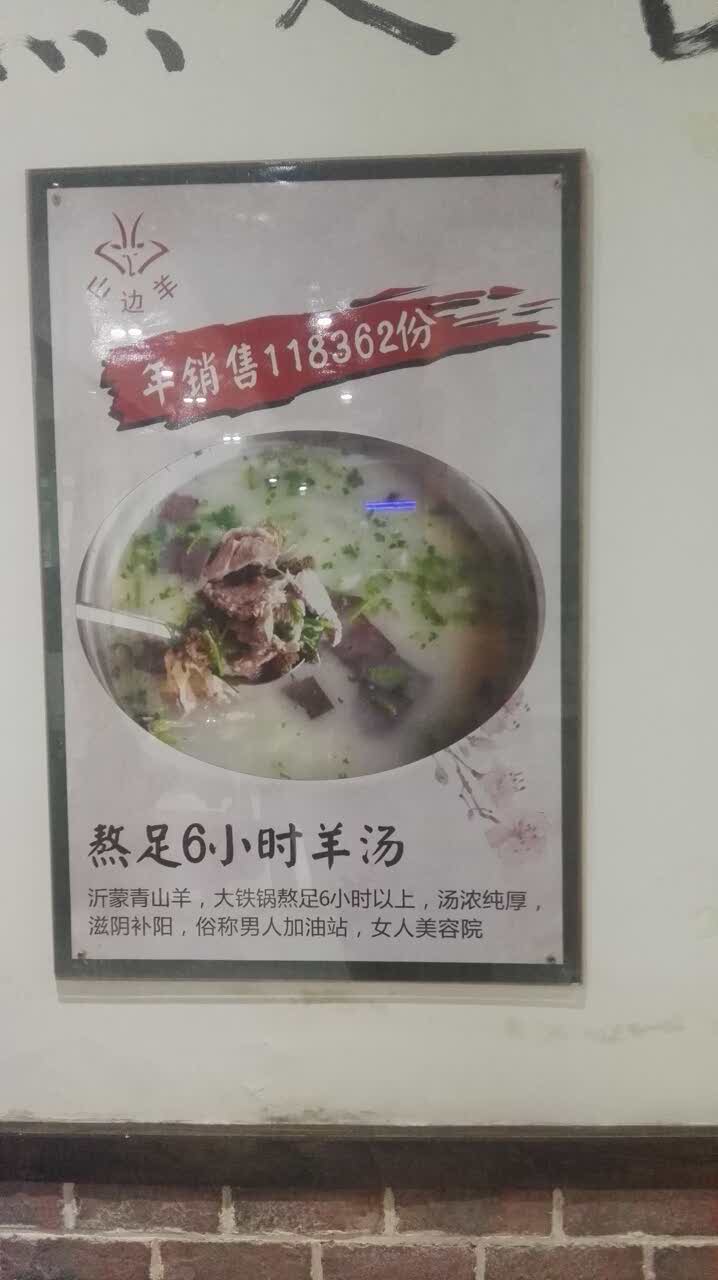 边羊
年销售118362份
熬足6小时羊汤
沂蒙青山羊，大铁锅熬足6小时以上，汤浓纯厚，
滋阴补阳，俗称男人加油站，女人美容院